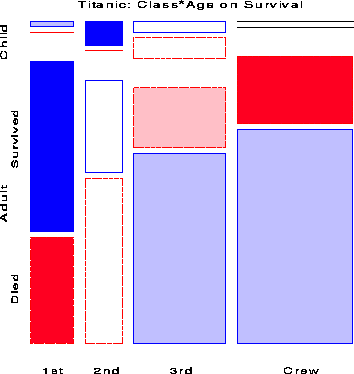 Titanic: Class*Age on Survival
Child
Survived
Adult
Died
1st 2nd 3rd Crew